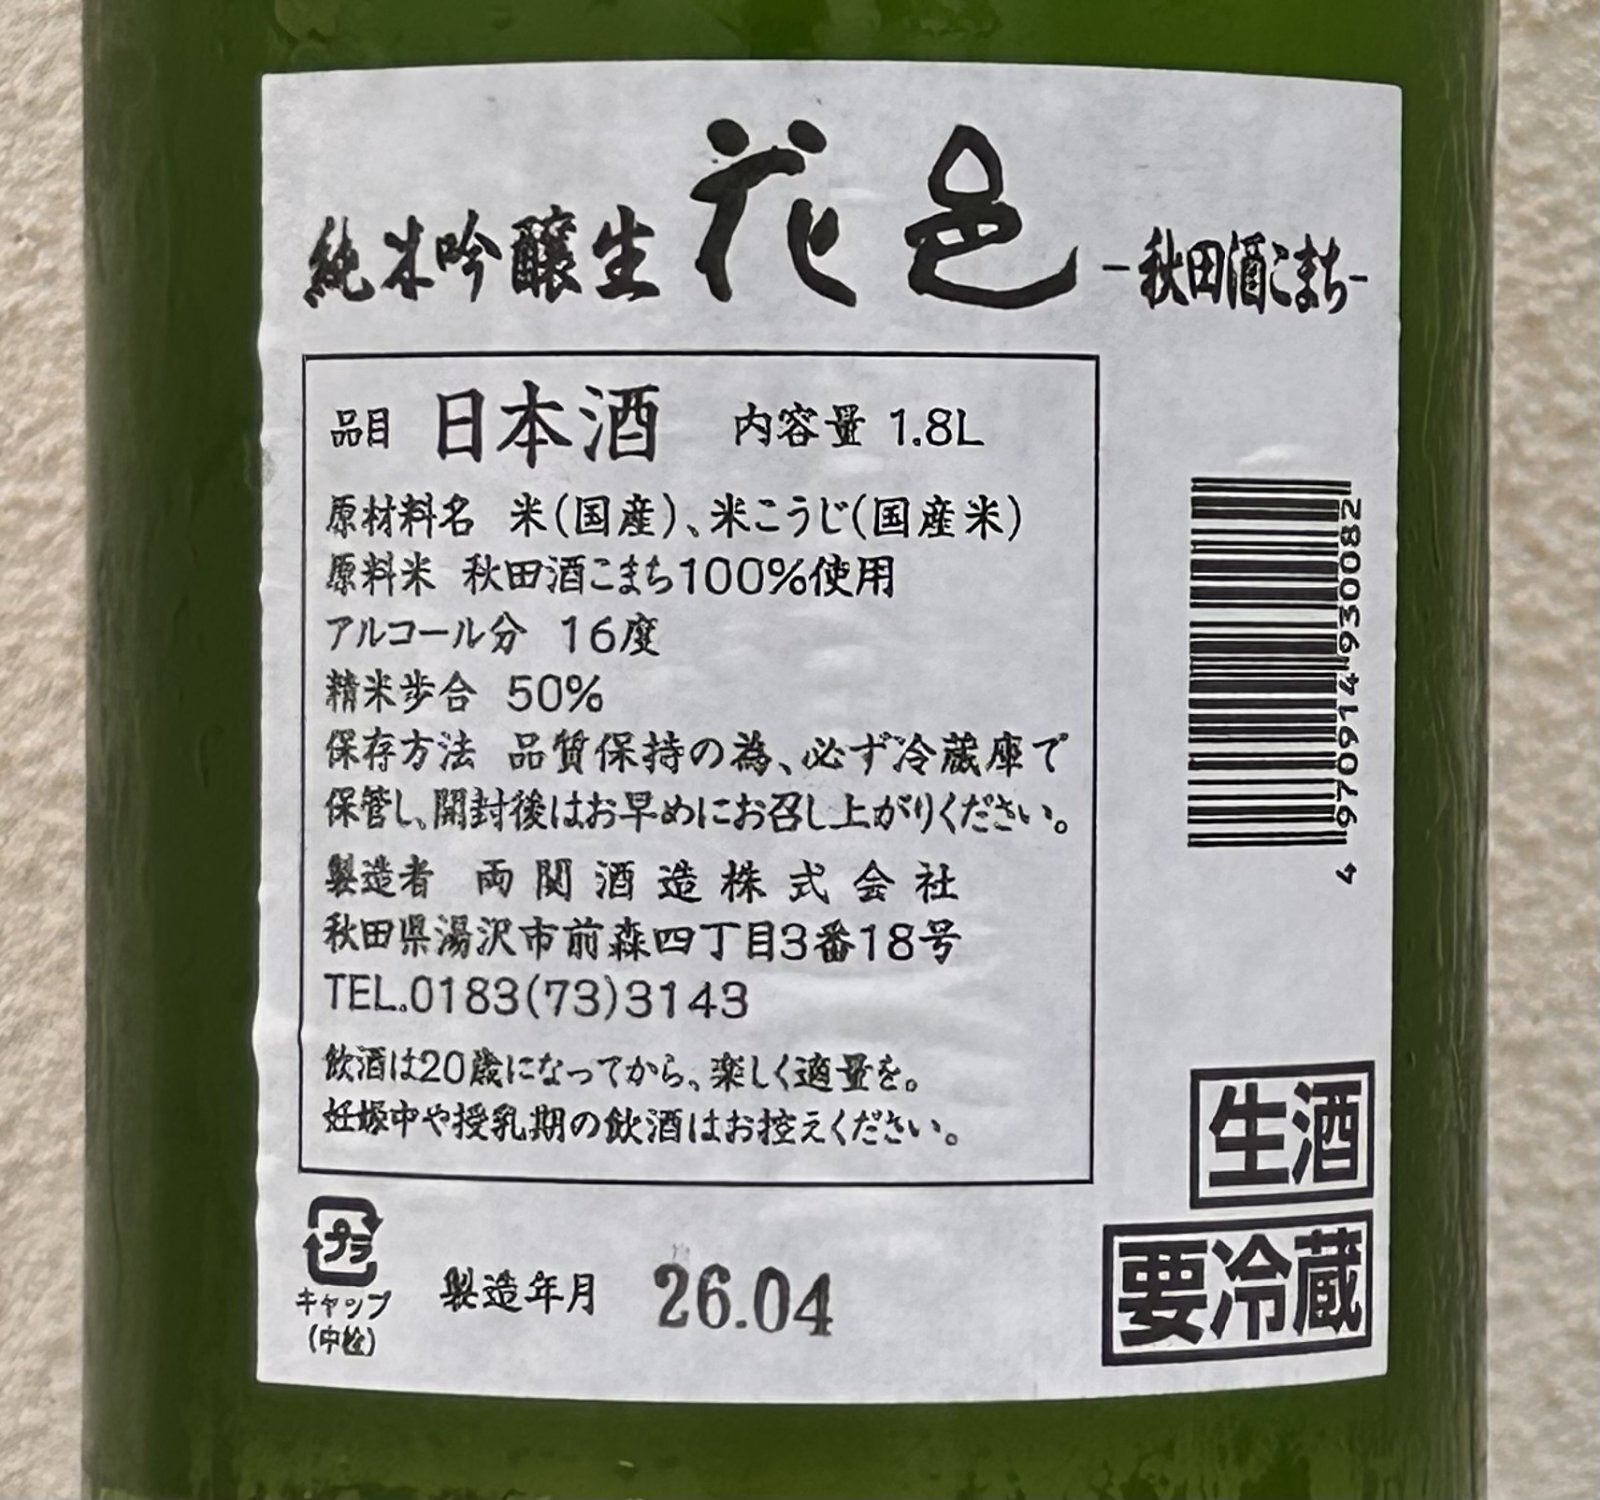 純米吟醸生 花邑 -秋田酒こまち-
品目 日本酒 内容量 1.8L
原材料名 米(国産)、米こうじ(国産米)
原料米 秋田酒こまち100%使用
アルコール分 16度
精米歩合 50%
保存方法 品質保持の為、必ず冷蔵庫で
保管し、開封後はお早めにお召し上がりください。
製造者 両関酒造株式会社
秋田県湯沢市前森四丁目3番18号
TEL.0183(73)3143
飲酒は20歳になってから、楽しく適量を。
妊娠中や授乳期の飲酒はお控えください。
4 970914 930082
生酒
要冷蔵
プラ
キャップ
(中栓)
製造年月 26.04